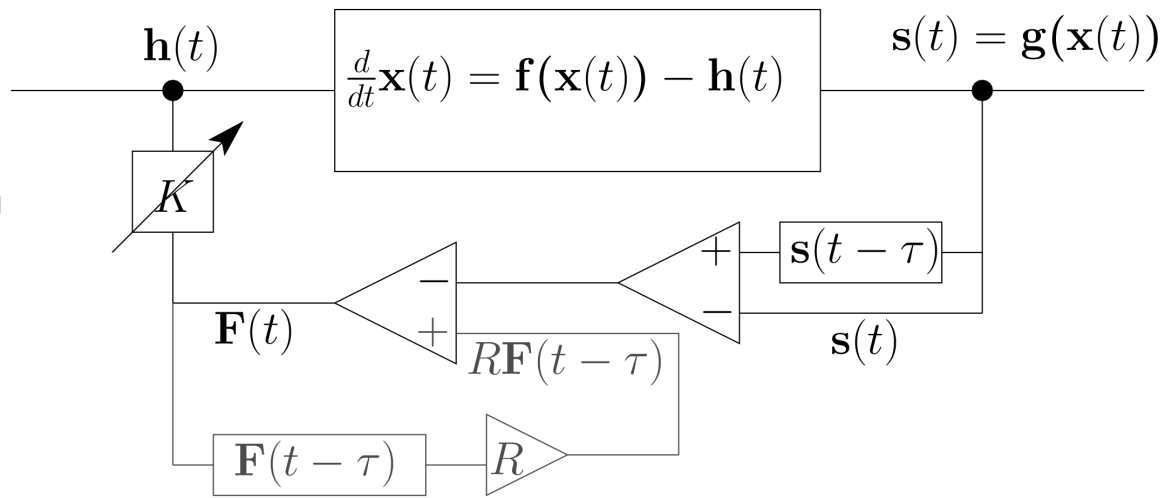 h(t)
d/dt x(t) = f(x(t)) − h(t)
s(t) = g(x(t))
K
+
s(t − τ)
−
s(t)
−
+
F(t)
RF(t − τ)
F(t − τ)
R